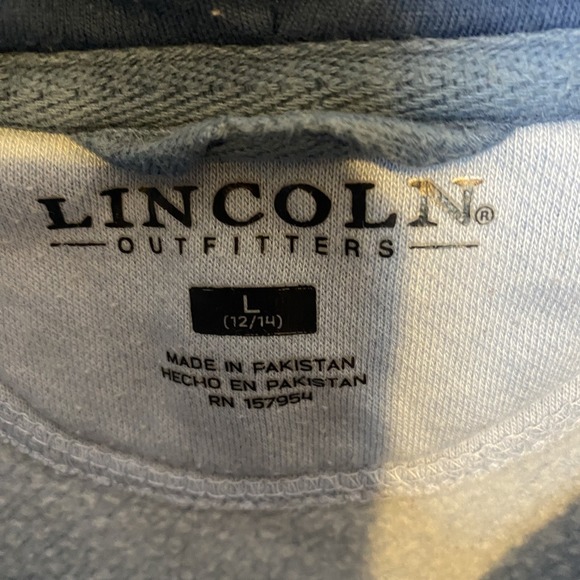 LINCOLN®
OUTFITTERS
L
(12/14)
MADE IN PAKISTAN
HECHO EN PAKISTAN
RN 157954